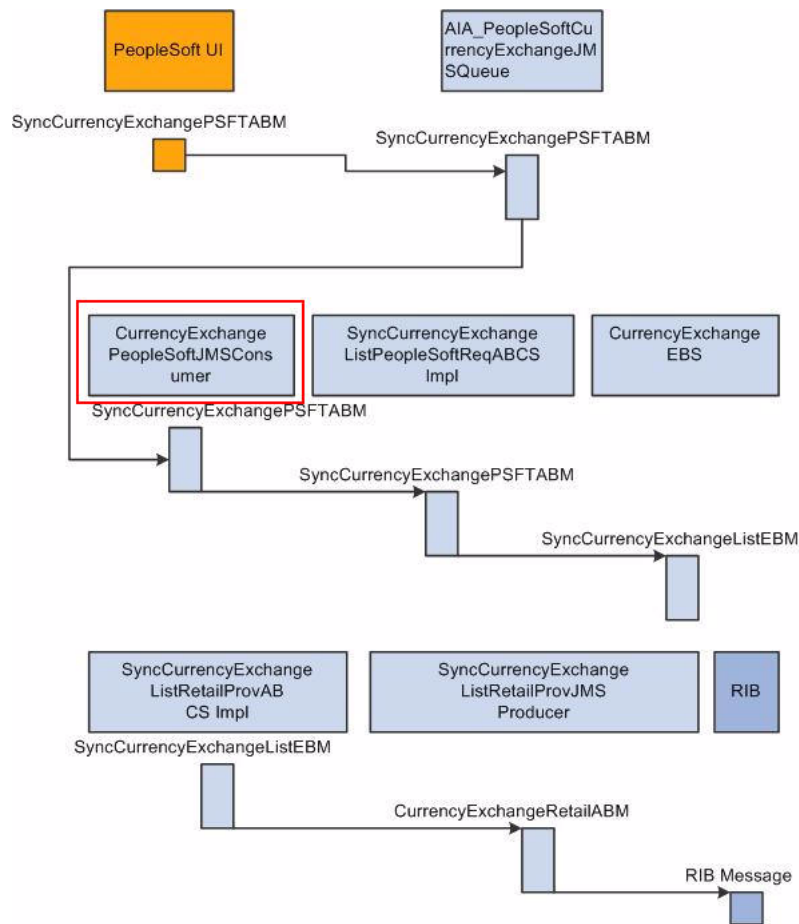 PeopleSoft UI
AIA_PeopleSoftCu
rrencyExchangeJM
SQueue
SyncCurrencyExchangePSFTABM
SyncCurrencyExchangePSFTABM
CurrencyExchange
PeopleSoftJMSCons
umer
SyncCurrencyExchange
ListPeopleSoftReqABCS
Impl
CurrencyExchange
EBS
SyncCurrencyExchangePSFTABM
SyncCurrencyExchangePSFTABM
SyncCurrencyExchangeListEBM
SyncCurrencyExchange
ListRetailProvAB
CS Impl
SyncCurrencyExchange
ListRetailProvJMS
Producer
RIB
SyncCurrencyExchangeListEBM
CurrencyExchangeRetailABM
RIB Message